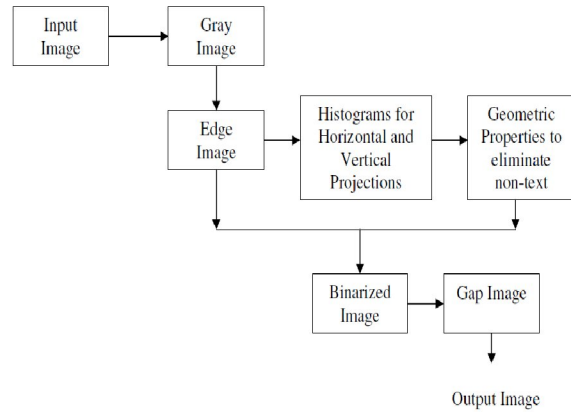 Input
Image
Gray
Image
Edge
Image
Histograms for
Horizontal and
Vertical
Projections
Geometric
Properties to
eliminate
non-text
Binarized
Image
Gap Image
Output Image